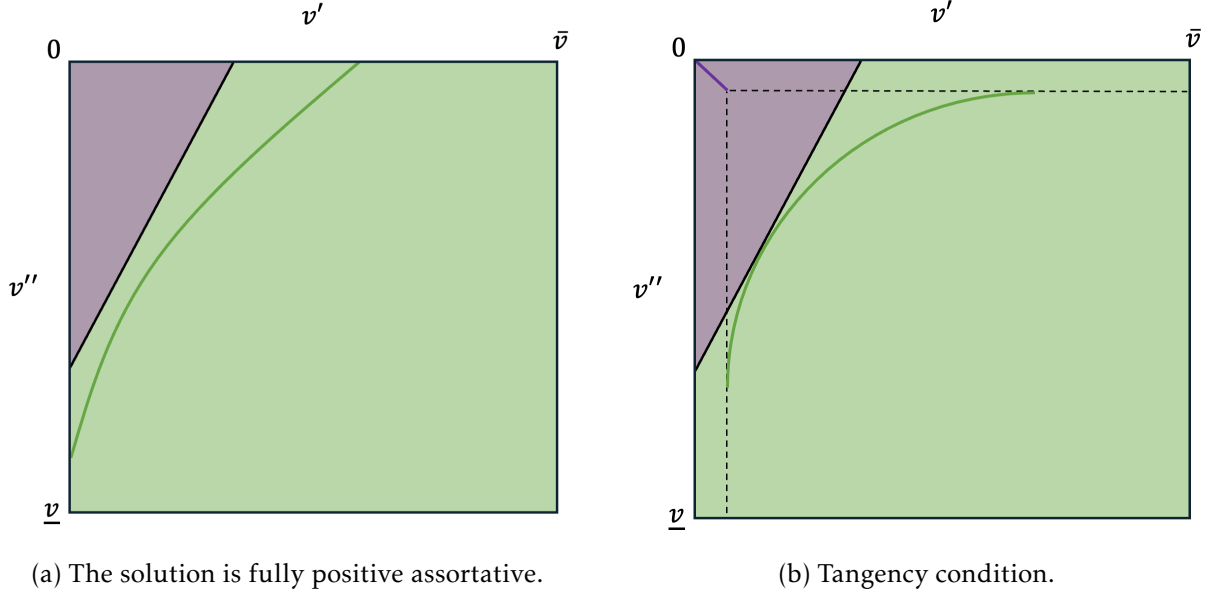 v′
0
v̄
v″
v̲
(a) The solution is fully positive assortative.
v′
0
v̄
v″
v̲
(b) Tangency condition.